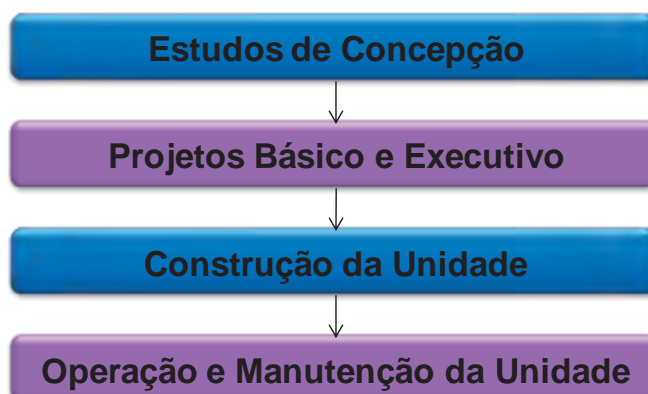 Estudos de Concepção
Projetos Básico e Executivo
Construção da Unidade
Operação e Manutenção da Unidade